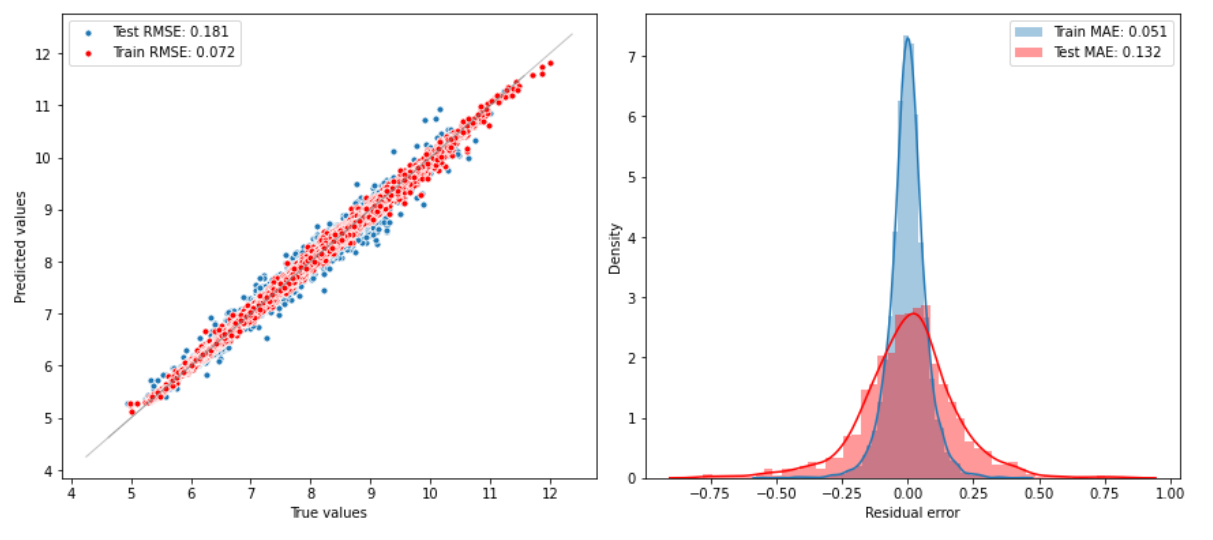 Test RMSE: 0.181
Train RMSE: 0.072
Predicted values
12
11
10
9
8
7
6
5
4
4 5 6 7 8 9 10 11 12
True values
Train MAE: 0.051
Test MAE: 0.132
Density
7
6
5
4
3
2
1
0
−0.75 −0.50 −0.25 0.00 0.25 0.50 0.75 1.00
Residual error